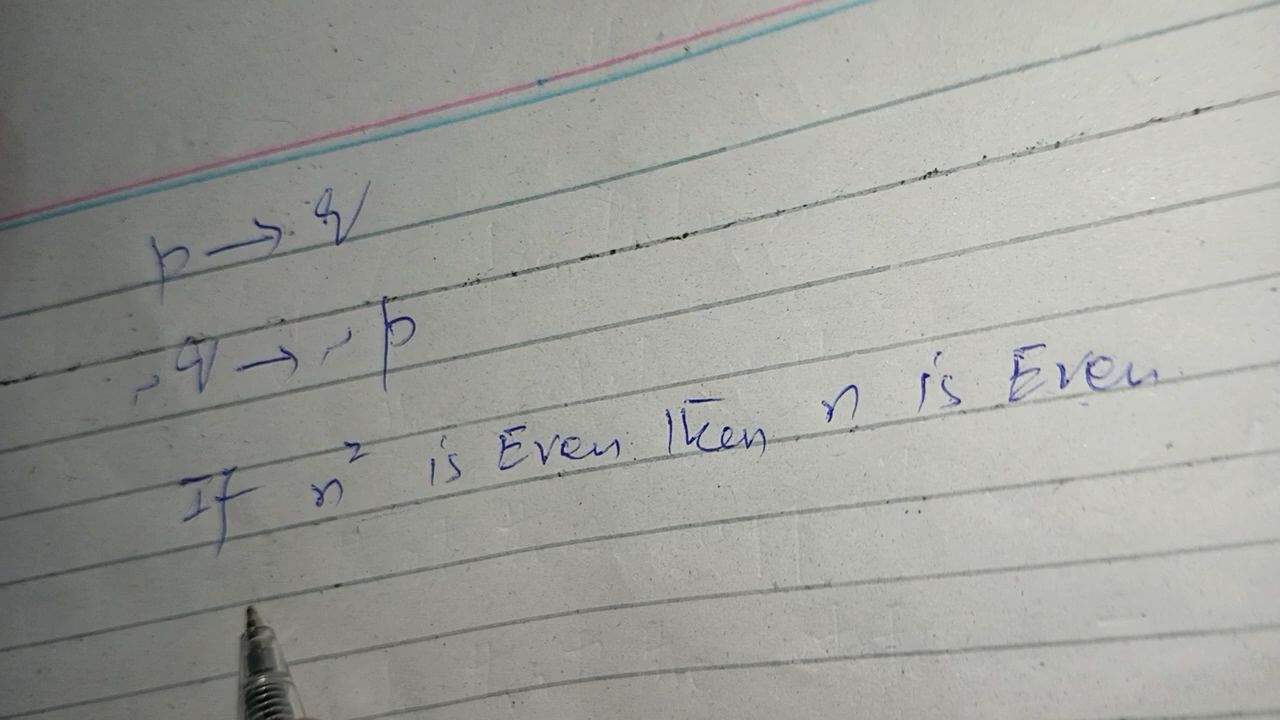 p → q
~q → ~p
If n² is Even then n is Even